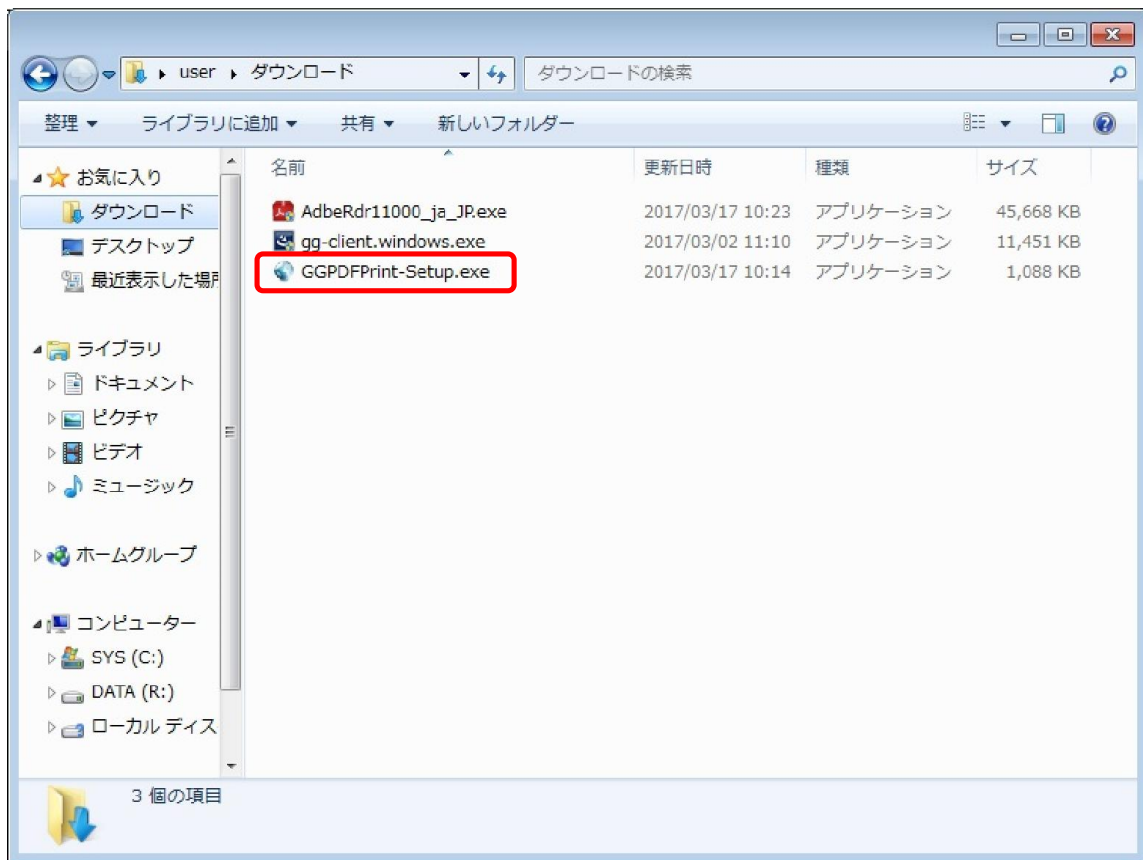 user ダウンロード ダウンロードの検索
整理 ライブラリに追加 共有 新しいフォルダー
お気に入り
ダウンロード
デスクトップ
最近表示した場所
ライブラリ
ドキュメント
ピクチャ
ビデオ
ミュージック
ホームグループ
コンピューター
SYS (C:)
DATA (R:)
ローカル ディス
名前 更新日時 種類 サイズ
AdbeRdr11000_ja_JP.exe 2017/03/17 10:23 アプリケーション 45,668 KB
gg-client.windows.exe 2017/03/02 11:10 アプリケーション 11,451 KB
GGPDFPrint-Setup.exe 2017/03/17 10:14 アプリケーション 1,088 KB
3 個の項目